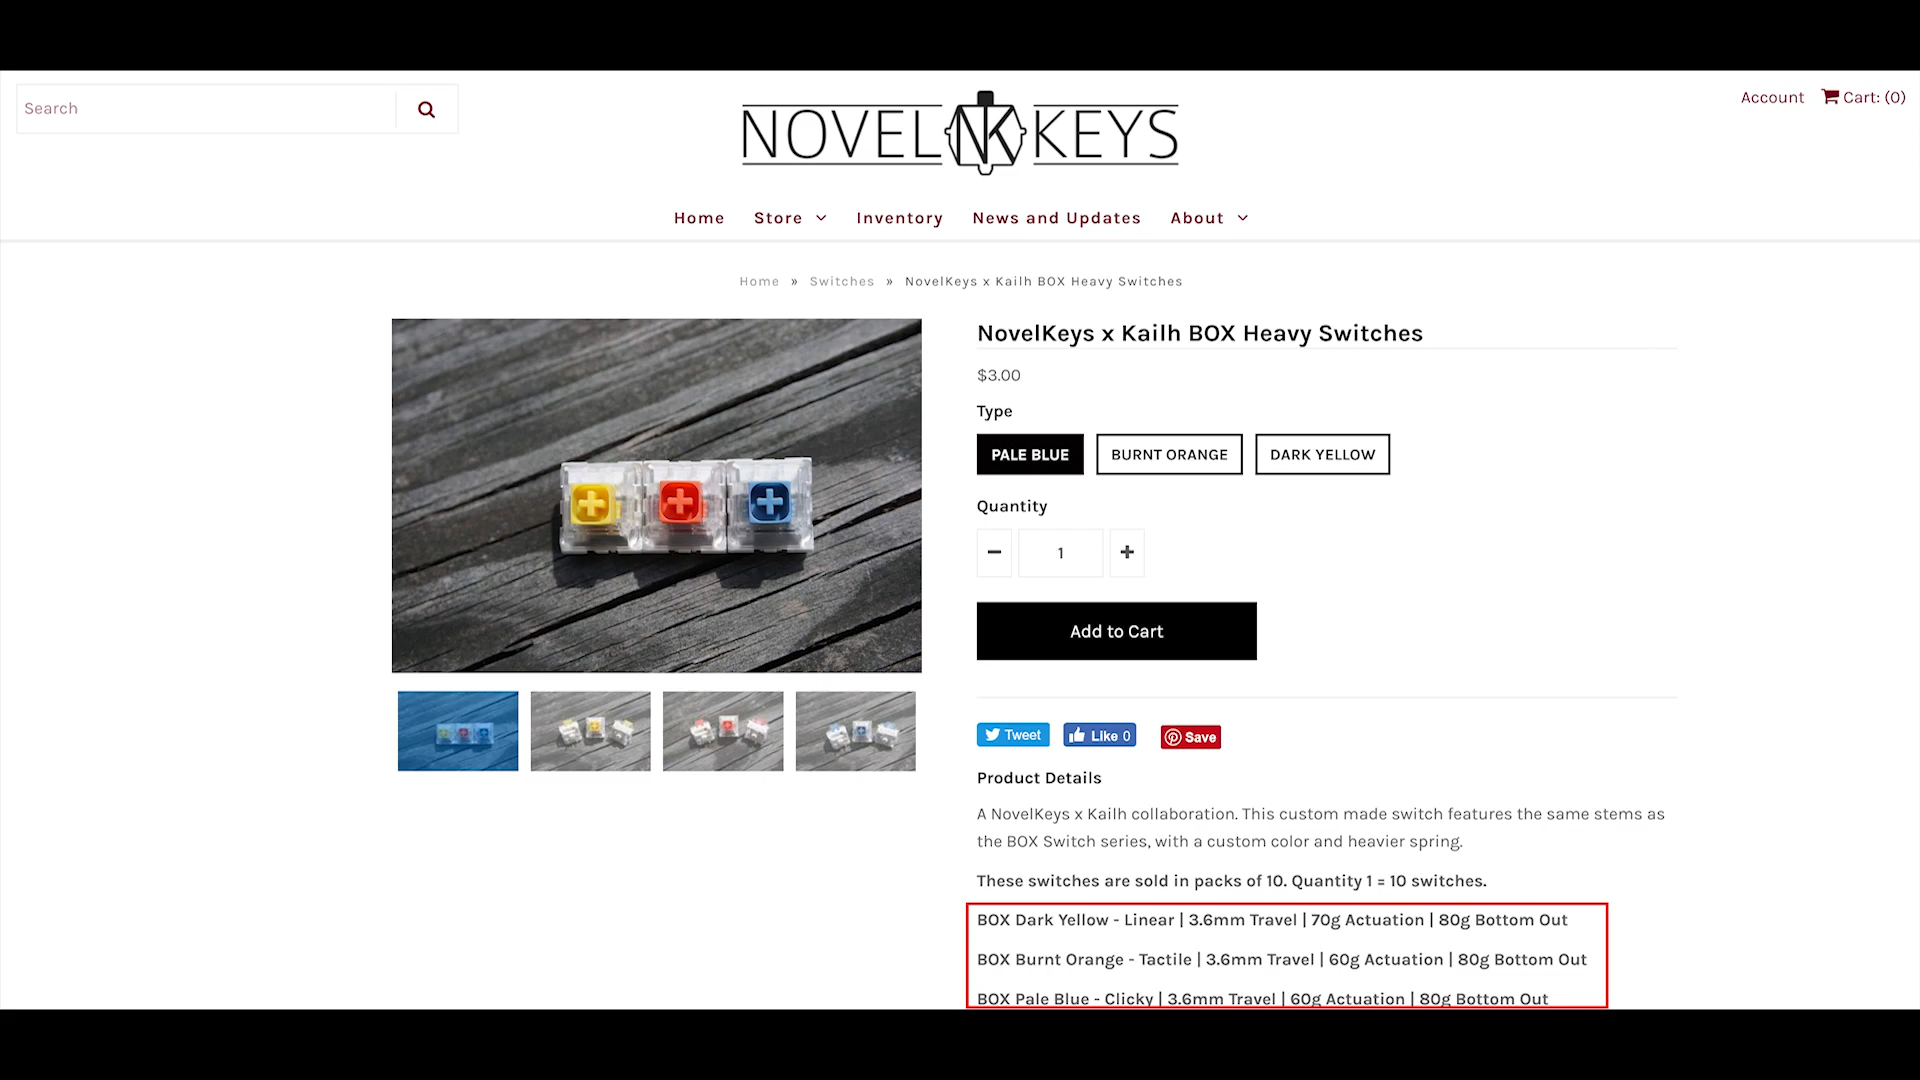 Search
NOVEL NK KEYS
Account Cart: (0)
Home Store Inventory News and Updates About
Home » Switches » NovelKeys x Kailh BOX Heavy Switches
NovelKeys x Kailh BOX Heavy Switches
$3.00
Type
PALE BLUE BURNT ORANGE DARK YELLOW
Quantity
− 1 +
Add to Cart
Tweet Like 0 Save
Product Details
A NovelKeys x Kailh collaboration. This custom made switch features the same stems as
the BOX Switch series, with a custom color and heavier spring.
These switches are sold in packs of 10. Quantity 1 = 10 switches.
BOX Dark Yellow - Linear | 3.6mm Travel | 70g Actuation | 80g Bottom Out
BOX Burnt Orange - Tactile | 3.6mm Travel | 60g Actuation | 80g Bottom Out
BOX Pale Blue - Clicky | 3.6mm Travel | 60g Actuation | 80g Bottom Out